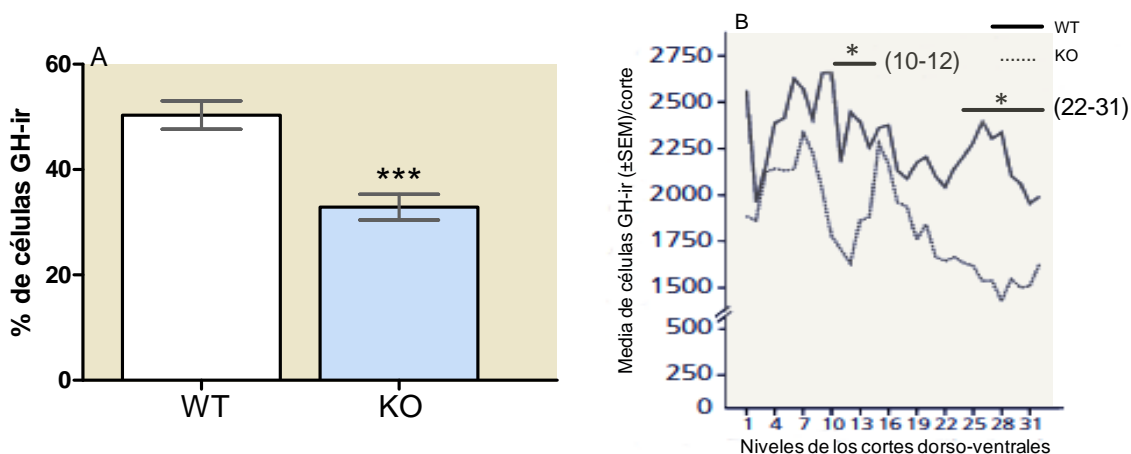 A
% de células GH-ir
60
40
20
0
***
WT
KO
B
WT
KO
* (10-12)
* (22-31)
Media de células GH-ir (±SEM)/corte
2750
2500
2250
2000
1750
1500
500
250
0
1 4 7 10 13 16 19 22 25 28 31
Niveles de los cortes dorso-ventrales